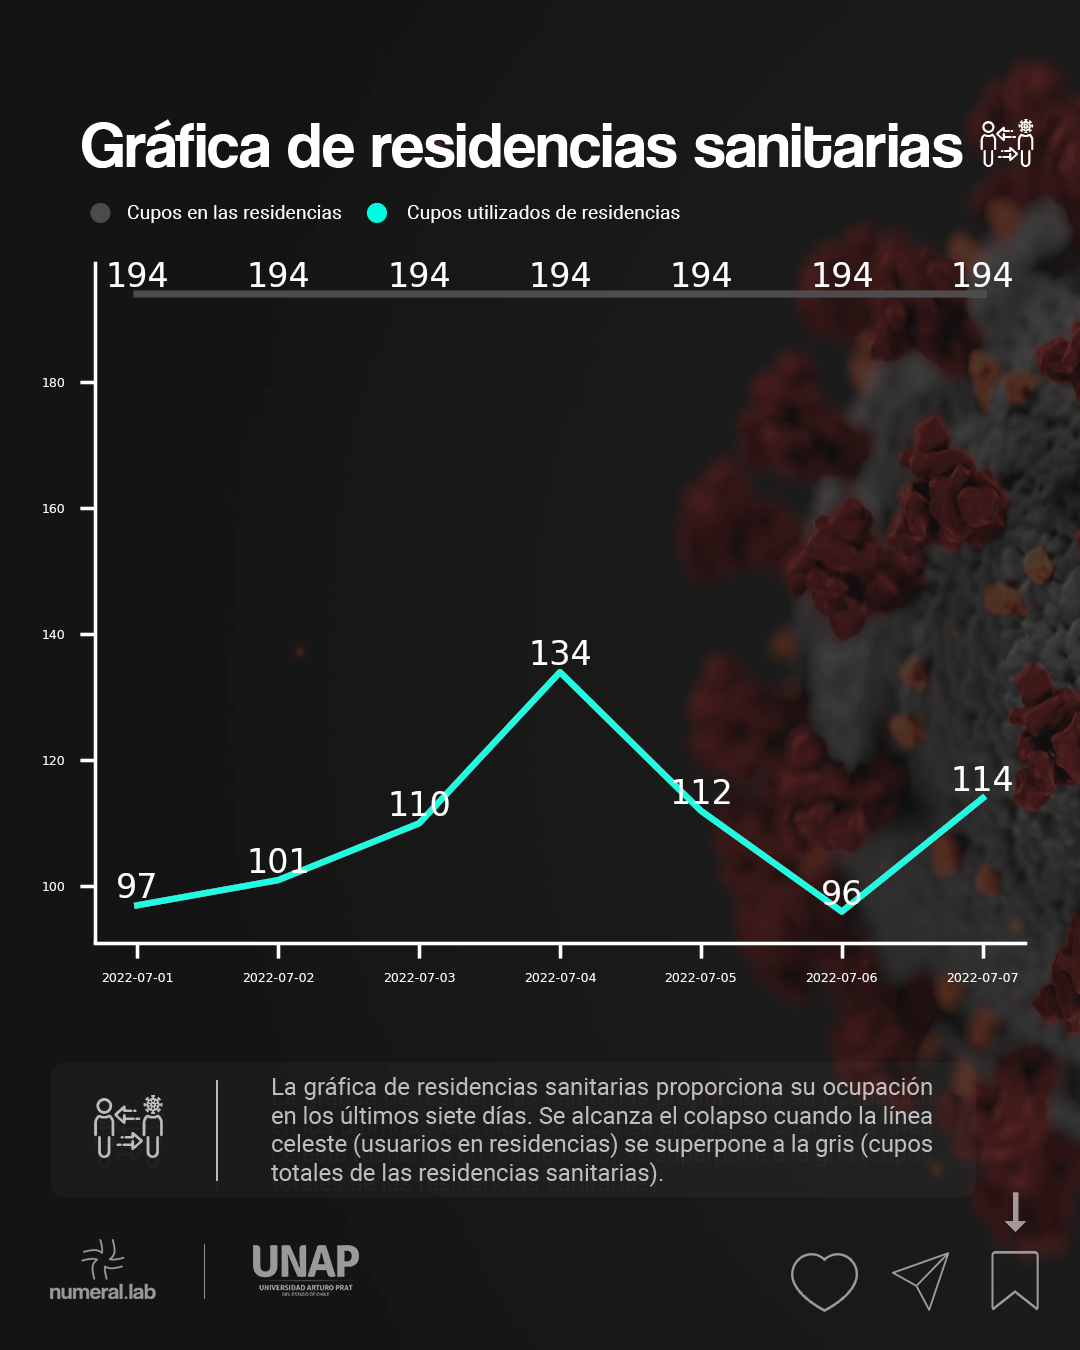 Gráfica de residencias sanitarias
Cupos en las residencias Cupos utilizados de residencias
194 194 194 194 194 194 194
180
160
140
134
120
114
112
110
101
100
97
96
2022-07-01 2022-07-02 2022-07-03 2022-07-04 2022-07-05 2022-07-06 2022-07-07
La gráfica de residencias sanitarias proporciona su ocupación
en los últimos siete días. Se alcanza el colapso cuando la línea
celeste (usuarios en residencias) se superpone a la gris (cupos
totales de las residencias sanitarias).
numeral.lab
UNAP
UNIVERSIDAD ARTURO PRAT
DEL ESTADO DE CHILE